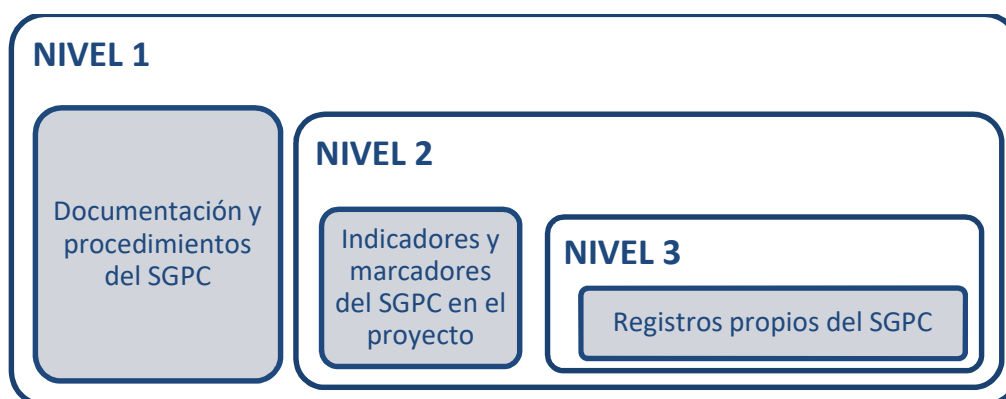 NIVEL 1
Documentación y
procedimientos
del SGPC
NIVEL 2
Indicadores y
marcadores
del SGPC en el
proyecto
NIVEL 3
Registros propios del SGPC